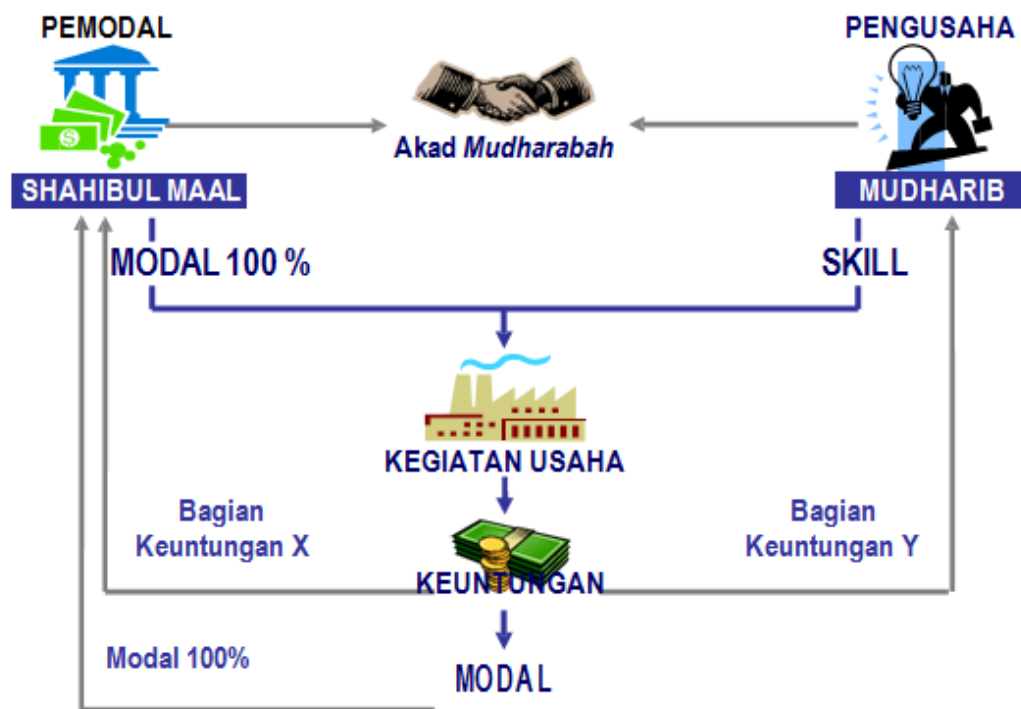 PEMODAL
PENGUSAHA
$
Akad Mudharabah
SHAHIBUL MAAL
MUDHARIB
MODAL 100 %
SKILL
KEGIATAN USAHA
Bagian
Keuntungan X
Bagian
Keuntungan Y
KEUNTUNGAN
Modal 100%
MODAL